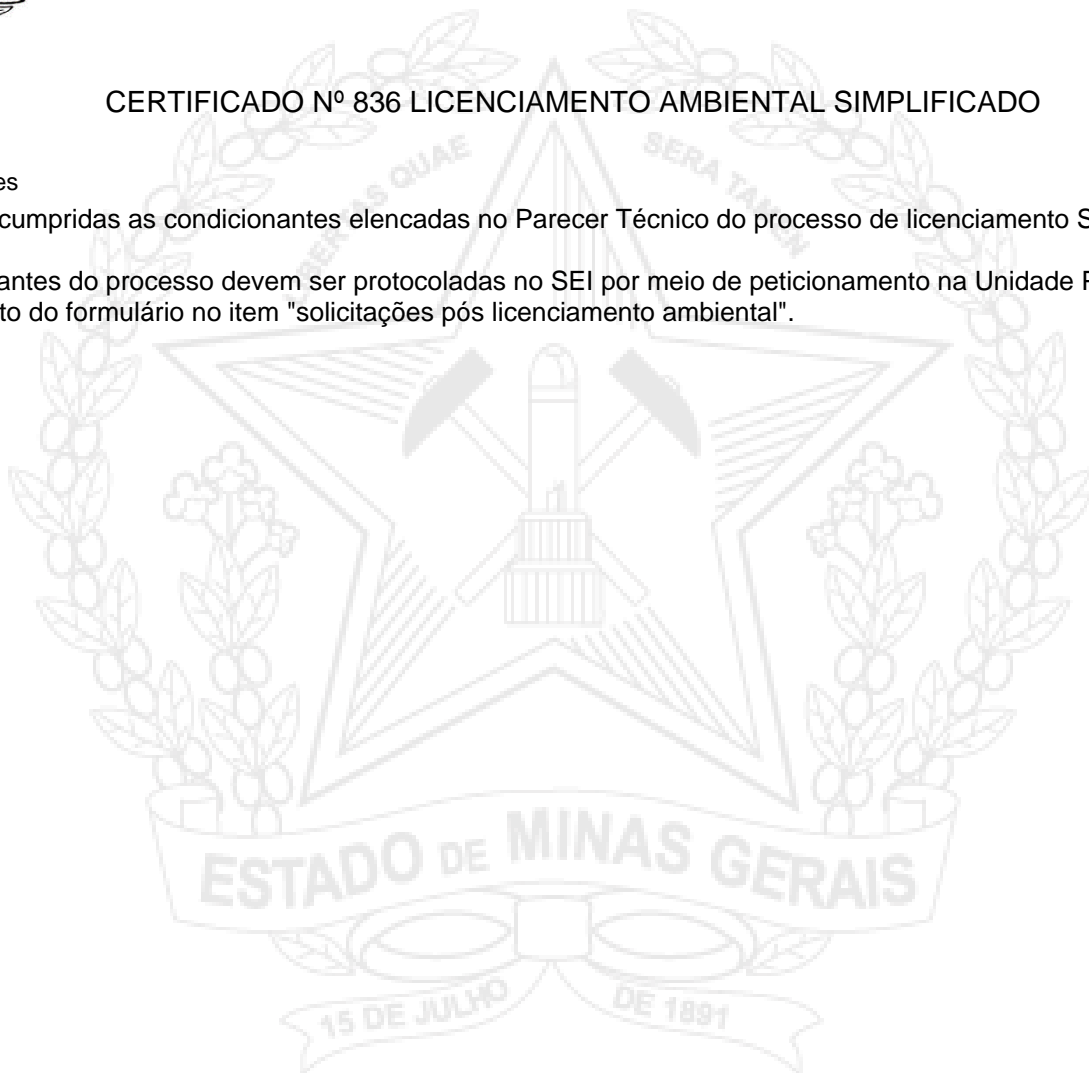 CERTIFICADO Nº 836 LICENCIAMENTO AMBIENTAL SIMPLIFICADO
es
cumpridas as condicionantes elencadas no Parecer Técnico do processo de licenciamento S
antes do processo devem ser protocoladas no SEI por meio de peticionamento na Unidade
to do formulário no item "solicitações pós licenciamento ambiental".
QUAE SERA TAMEN
ESTADO DE MINAS GERAIS
15 DE JULHO DE 1891